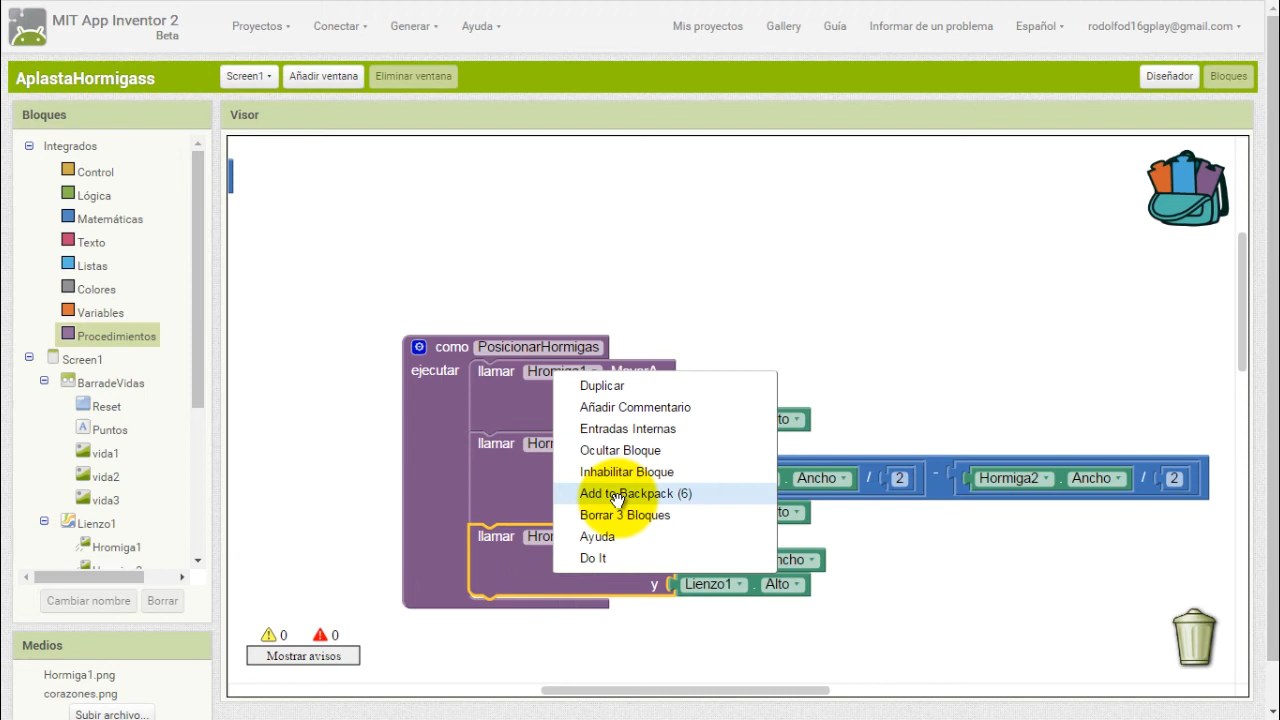 MIT App Inventor 2
Beta
Proyectos
Conectar
Generar
Ayuda
Mis proyectos
Gallery
Guía
Informar de un problema
Español
rodolfod16gplay@gmail.com
AplastaHormigass
Screen1
Añadir ventana
Eliminar ventana
Diseñador
Bloques
Bloques
Integrados
Control
Lógica
Matemáticas
Texto
Listas
Colores
Variables
Procedimientos
Screen1
BarradeVidas
Reset
Puntos
vida1
vida2
vida3
Lienzo1
Hromiga1
Cambiar nombre
Borrar
Medios
Hormiga1.png
corazones.png
Subir archivo...
Visor
como PosicionarHormigas
ejecutar
llamar Hromiga1
Duplicar
Añadir Commentario
Entradas Internas
Ocultar Bloque
Inhabilitar Bloque
Add to Backpack (6)
Borrar 3 Bloques
Ayuda
Do It
llamar
. Ancho / 2 - Hormiga2 . Ancho / 2
llamar
y Lienzo1 . Alto
0 0
Mostrar avisos